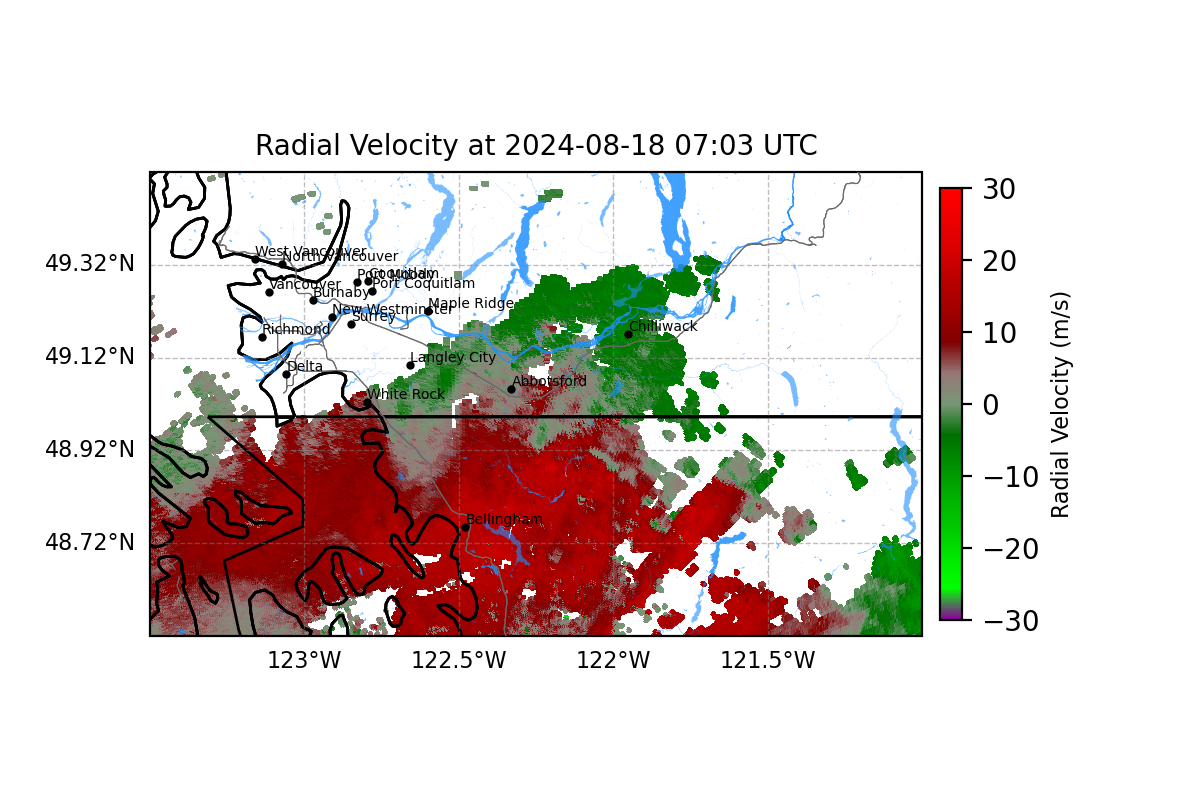 Radial Velocity at 2024-08-18 07:03 UTC
49.32°N
49.12°N
48.92°N
48.72°N
West Vancouver
North Vancouver
Port Moody
Coquitlam
Port Coquitlam
Vancouver
Burnaby
Maple Ridge
New Westminster
Surrey
Richmond
Chilliwack
Langley City
Delta
Abbotsford
White Rock
Bellingham
123°W
122.5°W
122°W
121.5°W
30
20
10
0
−10
−20
−30
Radial Velocity (m/s)